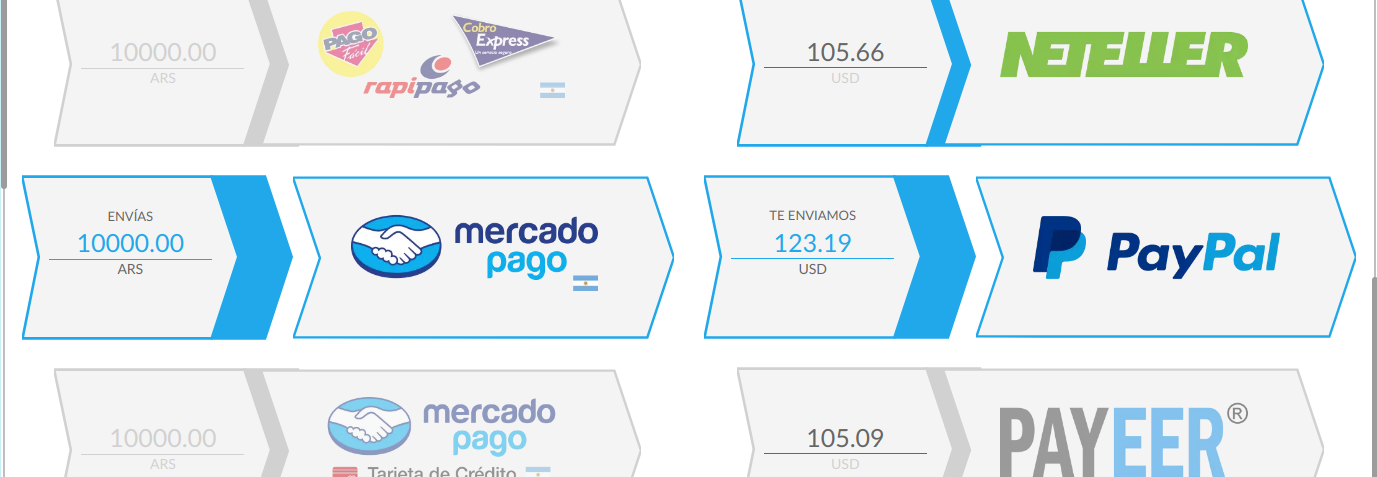 10000.00
ARS
PAGO
Fácil
Cobro
Express
Un servicio seguro
rapipago
105.66
USD
NETELLER
ENVÍAS
10000.00
ARS
mercado
pago
TE ENVIAMOS
123.19
USD
PayPal
10000.00
ARS
mercado
pago
Tarjeta de Crédito
105.09
USD
PAYEER®